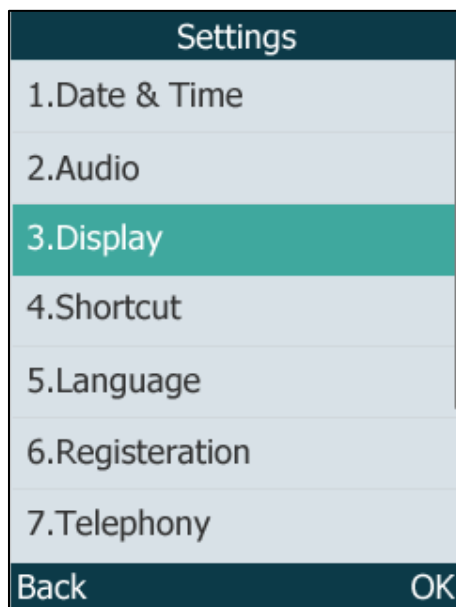 Settings
1.Date & Time
2.Audio
3.Display
4.Shortcut
5.Language
6.Registeration
7.Telephony
Back OK